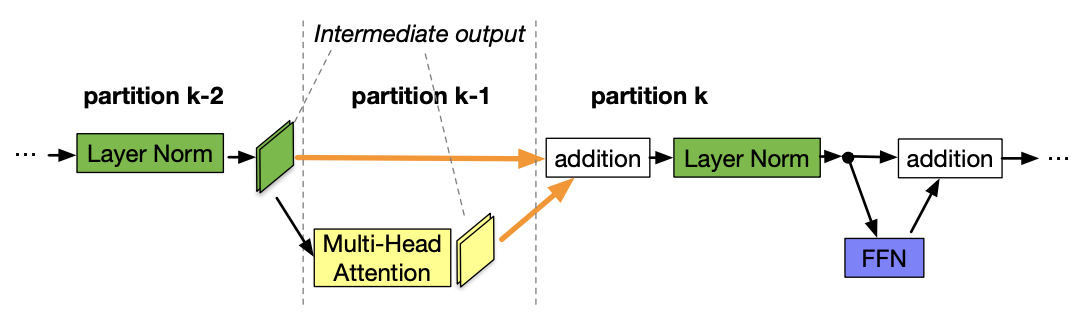 Intermediate output
partition k-2
partition k-1
partition k
...
Layer Norm
addition
Layer Norm
addition
...
Multi-Head
Attention
FFN